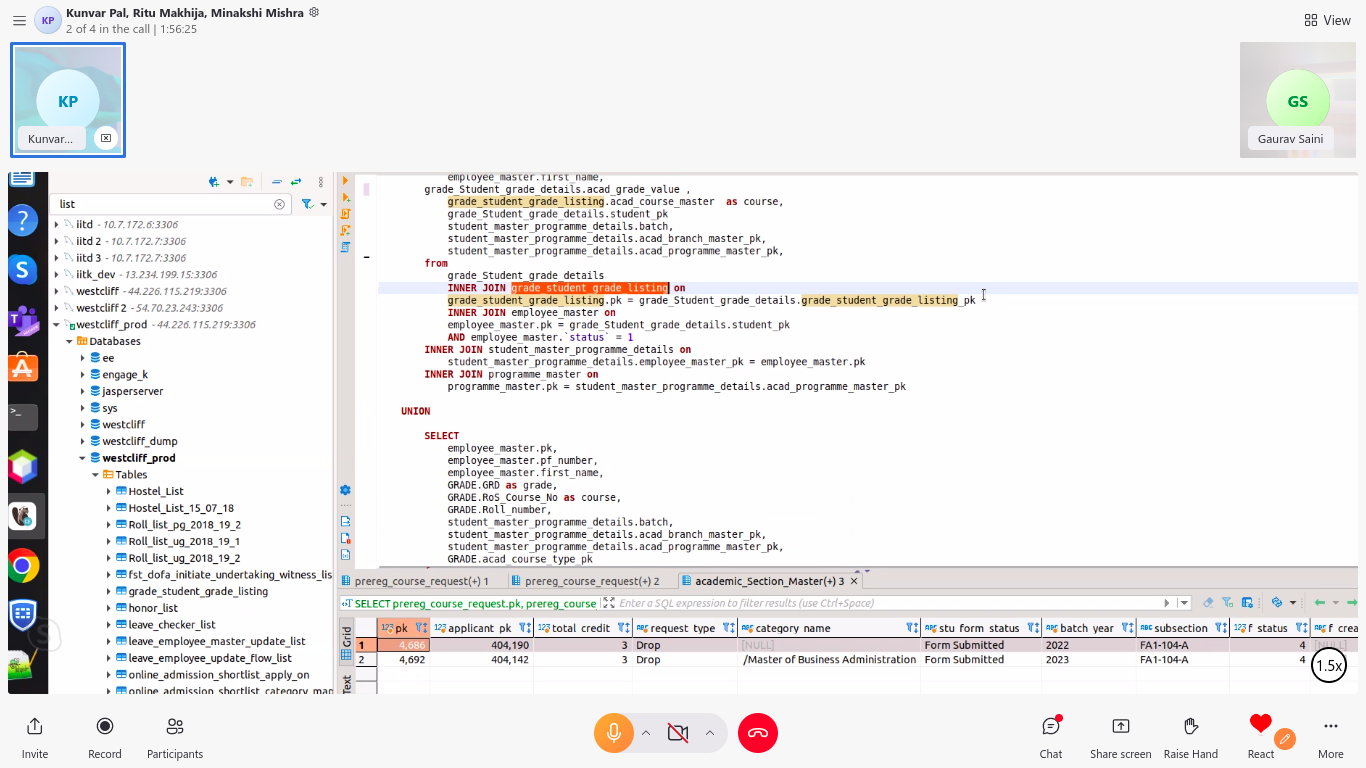 Kunvar Pal, Ritu Makhija, Minakshi Mishra
KP
2 of 4 in the call | 1:56:25
View
KP
Kunvar...
GS
Gaurav Saini
list
iitd - 10.7.172.6:3306
iitd 2 - 10.7.172.7:3306
iitd 3 - 10.7.172.7:3306
iitk_dev - 13.234.199.15:3306
westcliff - 44.226.115.219:3306
westcliff 2 - 54.70.23.243:3306
westcliff_prod - 44.226.115.219:3306
Databases
ee
engage_k
jasperserver
sys
westcliff
westcliff_dump
westcliff_prod
Tables
Hostel_List
Hostel_List_15_07_18
Roll_list_pg_2018_19_2
Roll_list_ug_2018_19_1
Roll_list_ug_2018_19_2
fst_dofa_initiate_undertaking_witness_lis
grade_student_grade_listing
honor_list
leave_checker_list
leave_employee_master_update_list
leave_employee_update_flow_list
online_admission_shortlist_apply_on
online_admission_shortlist_category_map
employee_master.first_name,
grade_Student_grade_details.acad_grade_value ,
grade_student_grade_listing.acad_course_master as course,
grade_Student_grade_details.student_pk
student_master_programme_details.batch,
student_master_programme_details.acad_branch_master_pk,
student_master_programme_details.acad_programme_master_pk,
from
grade_Student_grade_details
INNER JOIN grade_student_grade_listing on
grade_student_grade_listing.pk = grade_Student_grade_details.grade_student_grade_listing_pk
INNER JOIN employee_master on
employee_master.pk = grade_Student_grade_details.student_pk
AND employee_master.`status` = 1
INNER JOIN student_master_programme_details on
student_master_programme_details.employee_master_pk = employee_master.pk
INNER JOIN programme_master on
programme_master.pk = student_master_programme_details.acad_programme_master_pk
UNION
SELECT
employee_master.pk,
employee_master.pf_number,
employee_master.first_name,
GRADE.GRD as grade,
GRADE.RoS_Course_No as course,
GRADE.Roll_number,
student_master_programme_details.batch,
student_master_programme_details.acad_branch_master_pk,
student_master_programme_details.acad_programme_master_pk,
GRADE.acad_course_type_pk
prereg_course_request(+) 1 prereg_course_request(+) 2 academic_Section_Master(+) 3
SELECT prereg_course_request.pk, prereg_course Enter a SQL expression to filter results (use Ctrl+Space)
Grid
Text
123 pk 123 applicant_pk 123 total_credit ABC request_type ABC category_name ABC stu_form_status ABC batch_year ABC subsection 123 f_status ABC f_crea
1 4,686 404,190 3 Drop [NULL] Form Submitted 2022 FA1-104-A 4 [NULL]
2 4,692 404,142 3 Drop /Master of Business Administration Form Submitted 2023 FA1-104-A 4
1.5x
Invite
Record
Participants
Chat
Share screen
Raise Hand
React
More